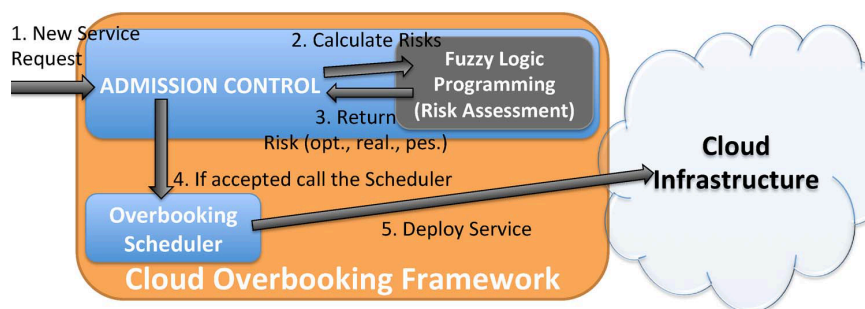 1. New Service
Request
2. Calculate Risks
ADMISSION CONTROL
Fuzzy Logic
Programming
(Risk Assessment)
3. Return
Risk (opt., real., pes.)
4. If accepted call the Scheduler
Overbooking
Scheduler
5. Deploy Service
Cloud
Infrastructure
Cloud Overbooking Framework